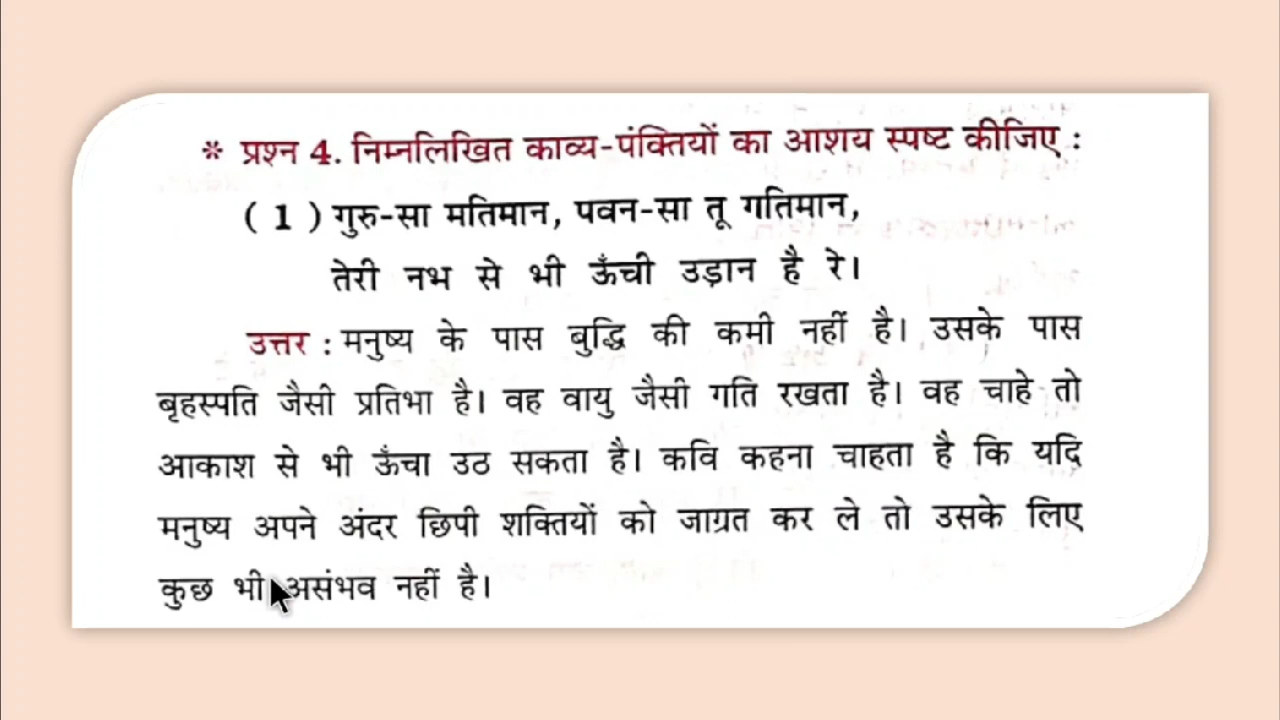 * प्रश्न 4. निम्नलिखित काव्य-पंक्तियों का आशय स्पष्ट कीजिए :
( 1 ) गुरु-सा मतिमान, पवन-सा तू गतिमान,
तेरी नभ से भी ऊँची उड़ान है रे।
उत्तर : मनुष्य के पास बुद्धि की कमी नहीं है। उसके पास
बृहस्पति जैसी प्रतिभा है। वह वायु जैसी गति रखता है। वह चाहे तो
आकाश से भी ऊँचा उठ सकता है। कवि कहना चाहता है कि यदि
मनुष्य अपने अंदर छिपी शक्तियों को जाग्रत कर ले तो उसके लिए
कुछ भी असंभव नहीं है।